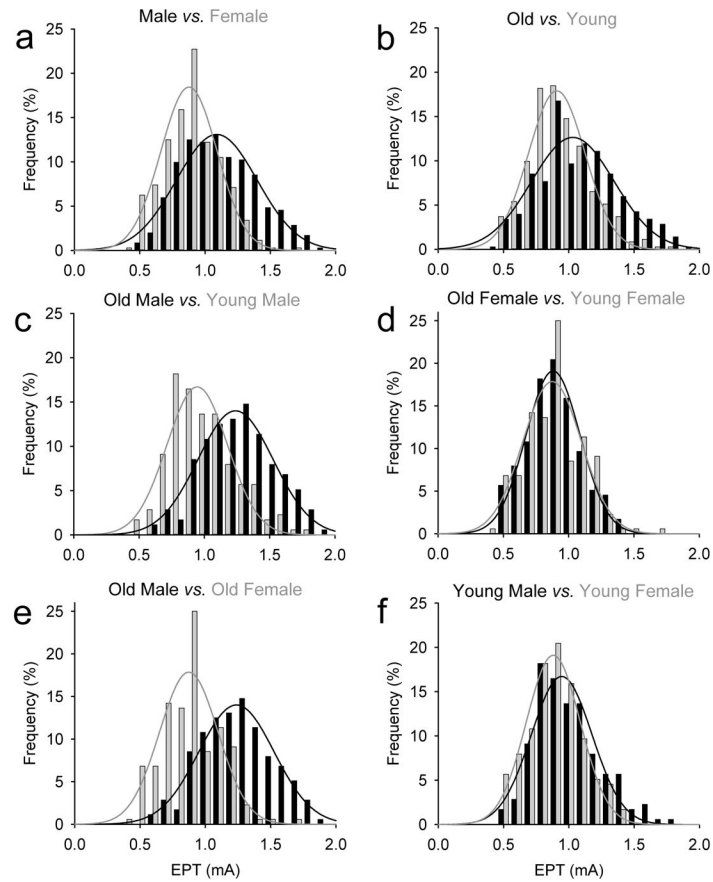 a
Male vs. Female
Frequency (%)
25
20
15
10
5
0
0.0 0.5 1.0 1.5 2.0
b
Old vs. Young
Frequency (%)
25
20
15
10
5
0
0.0 0.5 1.0 1.5 2.0
c
Old Male vs. Young Male
Frequency (%)
25
20
15
10
5
0
0.0 0.5 1.0 1.5 2.0
d
Old Female vs. Young Female
Frequency (%)
25
20
15
10
5
0
0.0 0.5 1.0 1.5 2.0
e
Old Male vs. Old Female
Frequency (%)
25
20
15
10
5
0
0.0 0.5 1.0 1.5 2.0
EPT (mA)
f
Young Male vs. Young Female
Frequency (%)
25
20
15
10
5
0
0.0 0.5 1.0 1.5 2.0
EPT (mA)